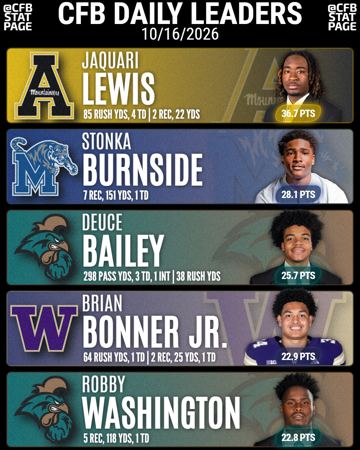 @CFB
STAT
PAGE
CFB DAILY LEADERS
10/16/2026
@CFB
STAT
PAGE
JAQUARI
LEWIS
85 RUSH YDS, 4 TD | 2 REC, 22 YDS
A
Mountaineers
36.7 PTS
STONKA
BURNSIDE
7 REC, 151 YDS, 1 TD
M
28.1 PTS
DEUCE
BAILEY
298 PASS YDS, 3 TD, 1 INT | 38 RUSH YDS
25.7 PTS
BRIAN
BONNER JR.
64 RUSH YDS, 1 TD | 2 REC, 25 YDS, 1 TD
W
22.9 PTS
ROBBY
WASHINGTON
5 REC, 118 YDS, 1 TD
22.8 PTS